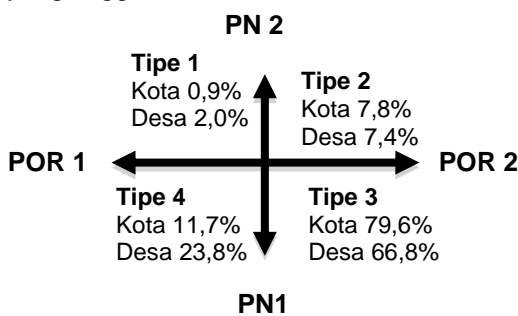 PN 2
Tipe 1
Kota 0,9%
Desa 2,0%
Tipe 2
Kota 7,8%
Desa 7,4%
POR 1
POR 2
Tipe 4
Kota 11,7%
Desa 23,8%
Tipe 3
Kota 79,6%
Desa 66,8%
PN1